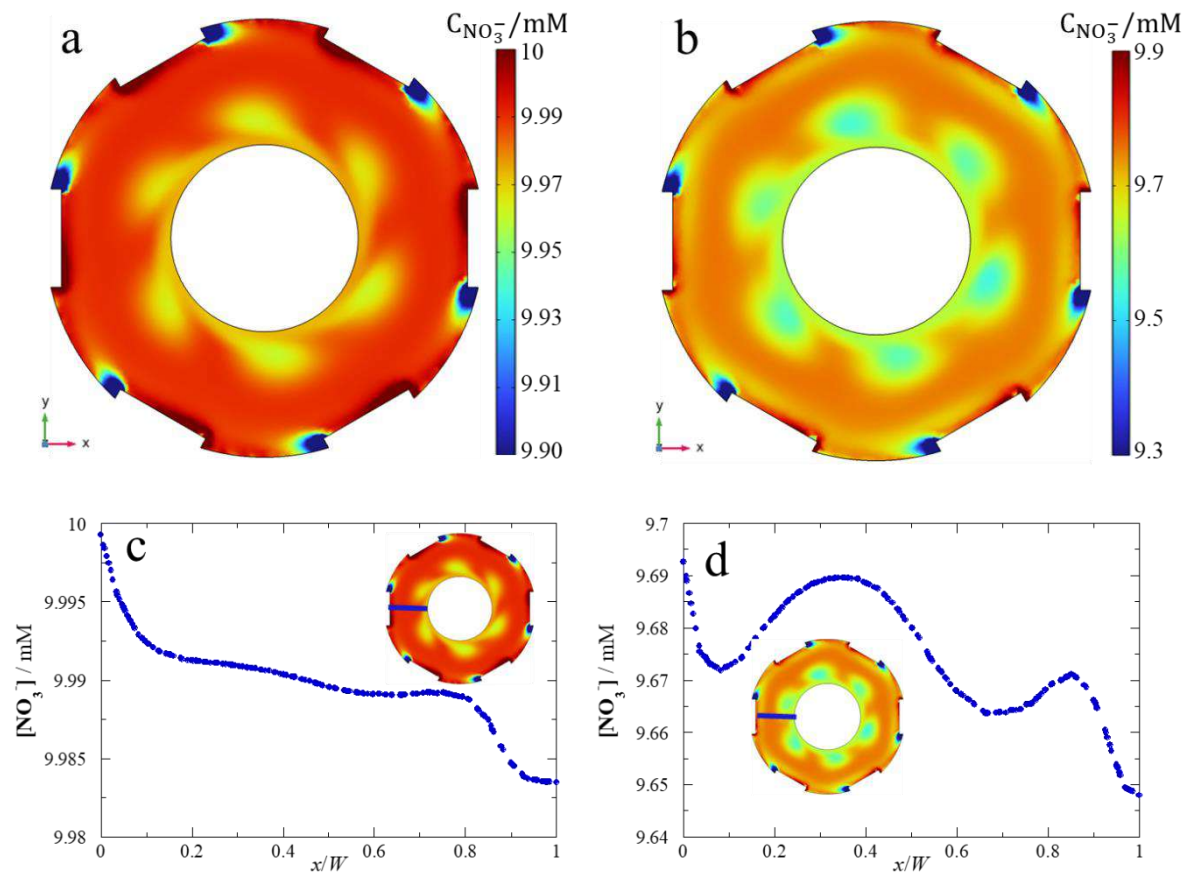 a
C_NO₃⁻/mM
10
9.99
9.97
9.95
9.93
9.91
9.90
y
x
b
C_NO₃⁻/mM
9.9
9.7
9.5
9.3
y
x
c
10
9.995
9.99
9.985
9.98
[NO₃⁻] / mM
0
0.2
0.4
0.6
0.8
1
x/W
d
9.7
9.69
9.68
9.67
9.66
9.65
9.64
[NO₃⁻] / mM
0
0.2
0.4
0.6
0.8
1
x/W